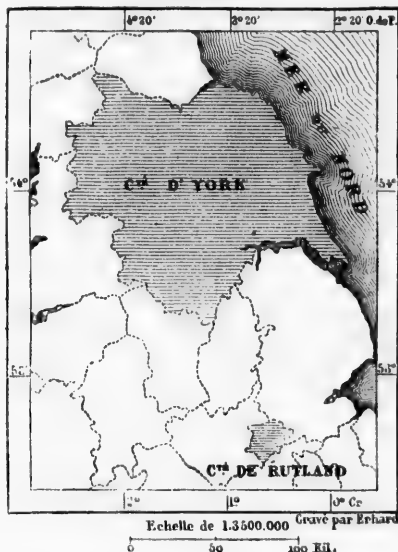 4°20' 3°20' 2°20' O.de P.
MER DU NORD
54° 54°
Cté D' YORK
53° 53°
Cté DE RUTLAND
2° 1° 0° Gr
Echelle de 1.3500.000
Gravé par Erhard
0 50 100 Kil.